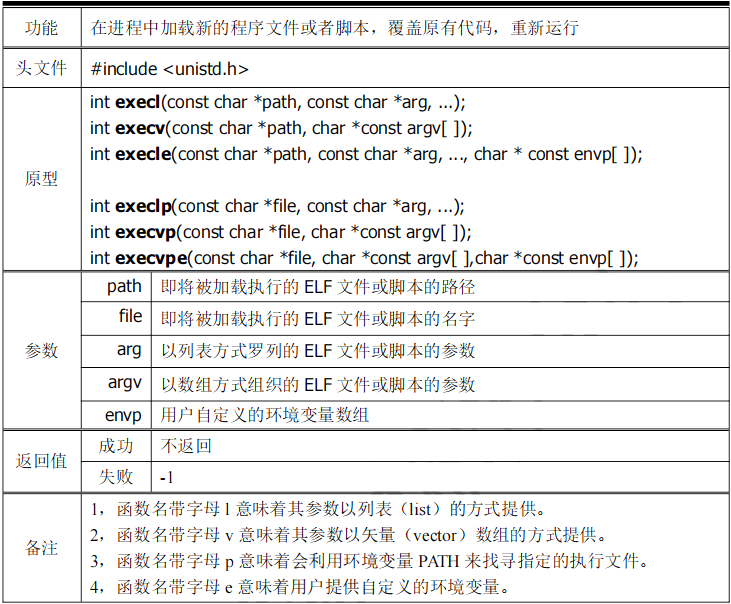 功能 在进程中加载新的程序文件或者脚本，覆盖原有代码，重新运行
头文件 #include <unistd.h>
原型
int execl(const char *path, const char *arg, ...);
int execv(const char *path, char *const argv[ ]);
int execle(const char *path, const char *arg, ..., char * const envp[ ]);
int execlp(const char *file, const char *arg, ...);
int execvp(const char *file, char *const argv[ ]);
int execvpe(const char *file, char *const argv[ ],char *const envp[ ]);
参数
path 即将被加载执行的 ELF 文件或脚本的路径
file 即将被加载执行的 ELF 文件或脚本的名字
arg 以列表方式罗列的 ELF 文件或脚本的参数
argv 以数组方式组织的 ELF 文件或脚本的参数
envp 用户自定义的环境变量数组
返回值
成功 不返回
失败 -1
备注
1，函数名带字母 l 意味着其参数以列表（list）的方式提供。
2，函数名带字母 v 意味着其参数以矢量（vector）数组的方式提供。
3，函数名带字母 p 意味着会利用环境变量 PATH 来找寻指定的执行文件。
4，函数名带字母 e 意味着用户提供自定义的环境变量。